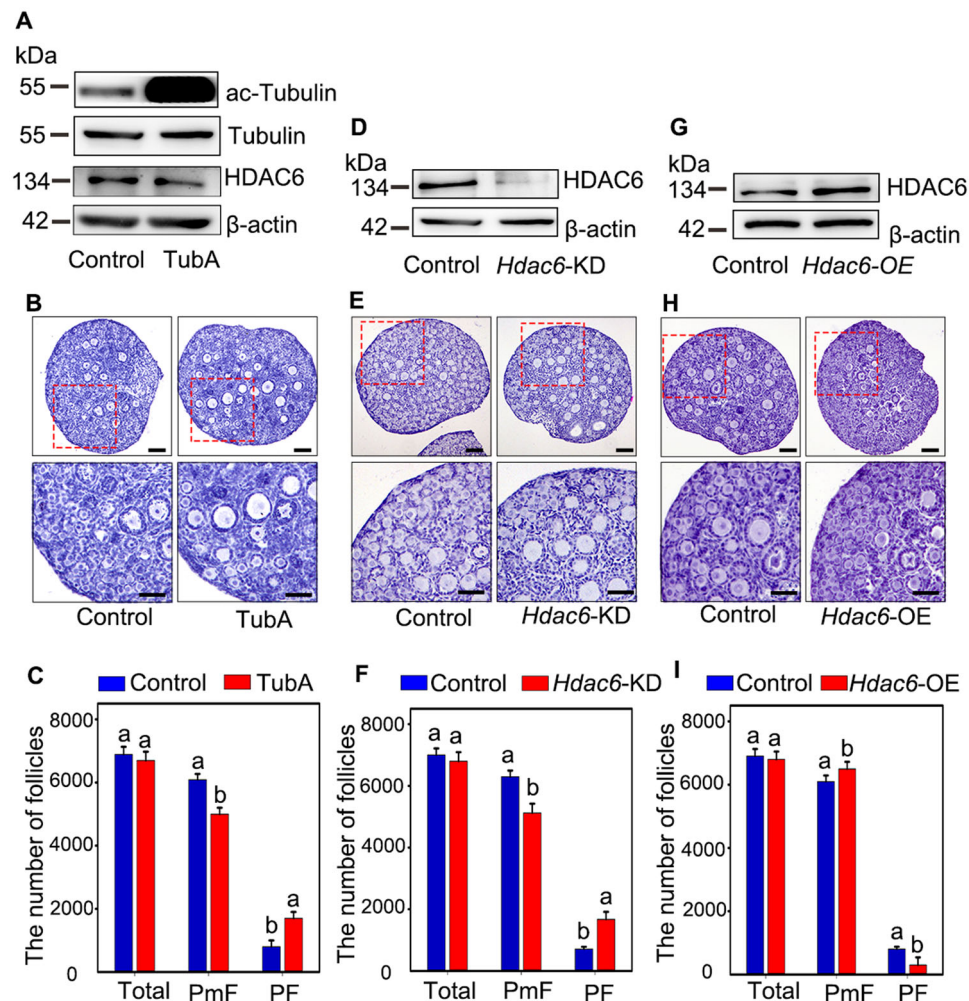 A
kDa
55
ac-Tubulin
55
Tubulin
134
HDAC6
42
β-actin
Control TubA
D
kDa
134
HDAC6
42
β-actin
Control Hdac6-KD
G
kDa
134
HDAC6
42
β-actin
Control Hdac6-OE
B
Control TubA
E
Control Hdac6-KD
H
Control Hdac6-OE
C
Control TubA
The number of follicles
8000
6000
4000
2000
0
a a a b b a
Total PmF PF
F
Control Hdac6-KD
The number of follicles
8000
6000
4000
2000
0
a a a b b a
Total PmF PF
I
Control Hdac6-OE
The number of follicles
8000
6000
4000
2000
0
a a a b a b
Total PmF PF